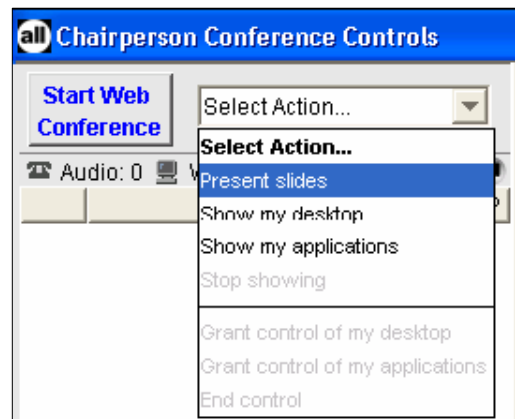 all Chairperson Conference Controls
Start Web
Conference
Select Action...
Select Action...
Audio: 0
Present slides
Show my desktop
Show my applications
Stop showing
Grant control of my desktop
Grant control of my applications
End control